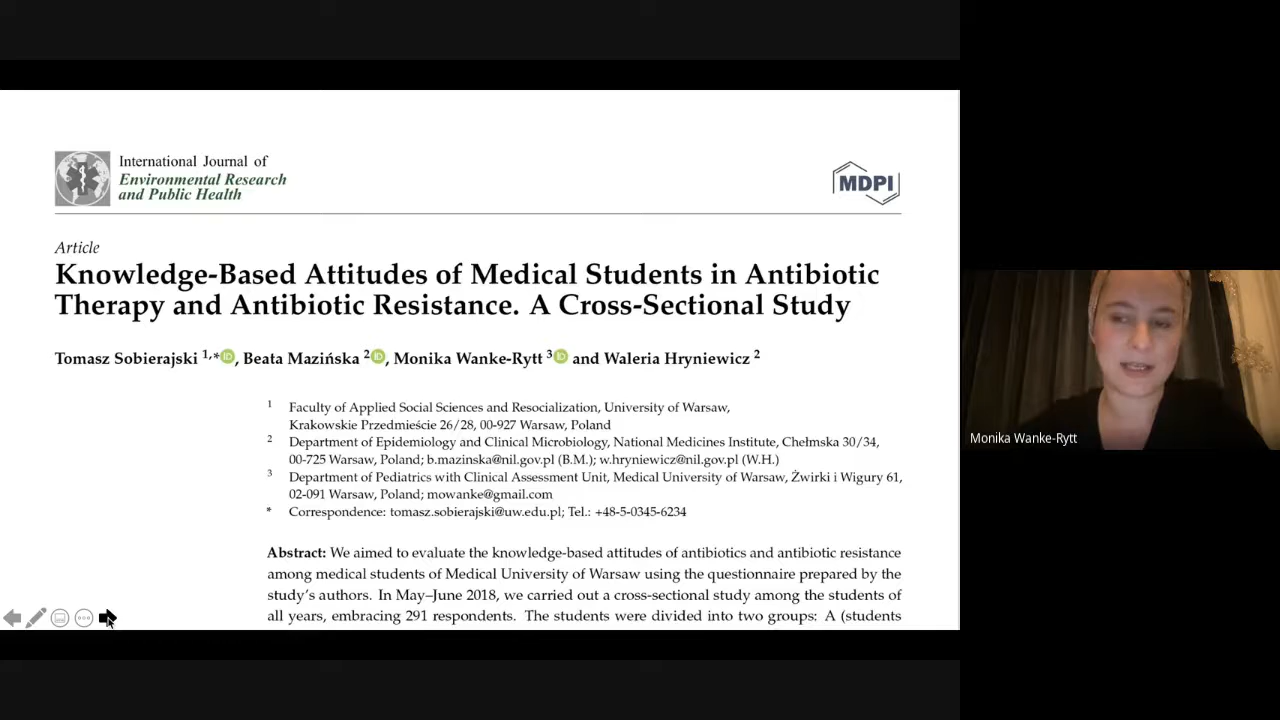 International Journal of
Environmental Research
and Public Health
MDPI
Article
Knowledge-Based Attitudes of Medical Students in Antibiotic
Therapy and Antibiotic Resistance. A Cross-Sectional Study
Tomasz Sobierajski 1,* iD, Beata Mazińska 2 iD, Monika Wanke-Rytt 3 iD and Waleria Hryniewicz 2
1 Faculty of Applied Social Sciences and Resocialization, University of Warsaw,
Krakowskie Przedmieście 26/28, 00-927 Warsaw, Poland
2 Department of Epidemiology and Clinical Microbiology, National Medicines Institute, Chełmska 30/34,
00-725 Warsaw, Poland; b.mazinska@nil.gov.pl (B.M.); w.hryniewicz@nil.gov.pl (W.H.)
3 Department of Pediatrics with Clinical Assessment Unit, Medical University of Warsaw, Żwirki i Wigury 61,
02-091 Warsaw, Poland; mowanke@gmail.com
* Correspondence: tomasz.sobierajski@uw.edu.pl; Tel.: +48-5-0345-6234
Abstract: We aimed to evaluate the knowledge-based attitudes of antibiotics and antibiotic resistance
among medical students of Medical University of Warsaw using the questionnaire prepared by the
study's authors. In May–June 2018, we carried out a cross-sectional study among the students of
all years, embracing 291 respondents. The students were divided into two groups: A (students
Monika Wanke-Rytt